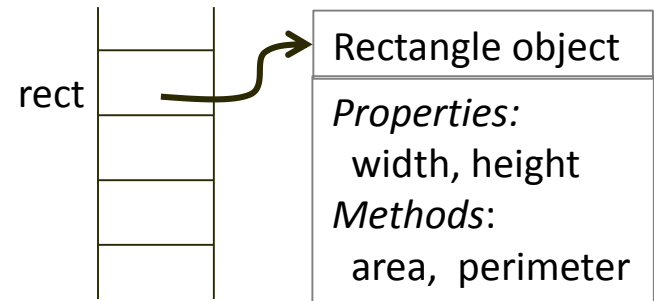 rect
Rectangle object
Properties:
width, height
Methods:
area, perimeter